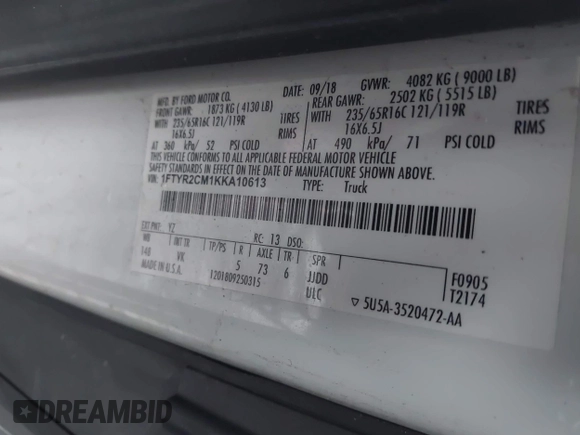 MFG. BY FORD MOTOR CO. DATE: 09/18 GVWR: 4082 KG ( 9000 LB)
FRONT GAWR: 1873 KG ( 4130 LB) REAR GAWR: 2502 KG ( 5515 LB)
WITH 235/65R16C 121/119R TIRES WITH 235/65R16C 121/119R TIRES
16X6.5J RIMS 16X6.5J RIMS
AT 360 kPa/ 52 PSI COLD AT 490 kPa/ 71 PSI COLD
THIS VEHICLE CONFORMS TO ALL APPLICABLE FEDERAL MOTOR VEHICLE
SAFETY STANDARDS IN EFFECT ON THE DATE OF MANUFACTURE SHOWN ABOVE.
VIN: 1FTYR2CM1KKA10613 TYPE: Truck
EXT PNT: YZ RC: 13 DSO:
WB INT TR TP/PS R AXLE TR SPR
148 VK 5 73 6 JJDD F0905
MADE IN U.S.A. 1201809250315 ULC T2174
▽ 5U5A-3520472-AA
DREAMBID